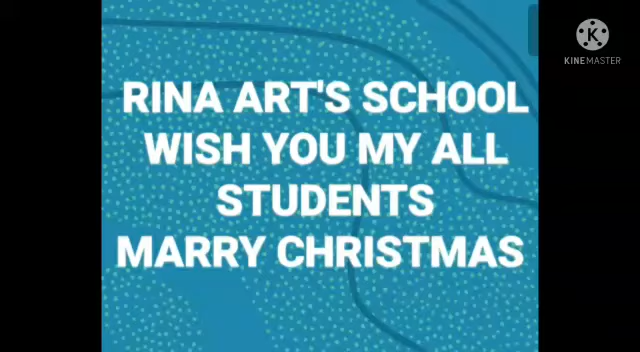 K
KINEMASTER
RINA ART'S SCHOOL
WISH YOU MY ALL
STUDENTS
MARRY CHRISTMAS